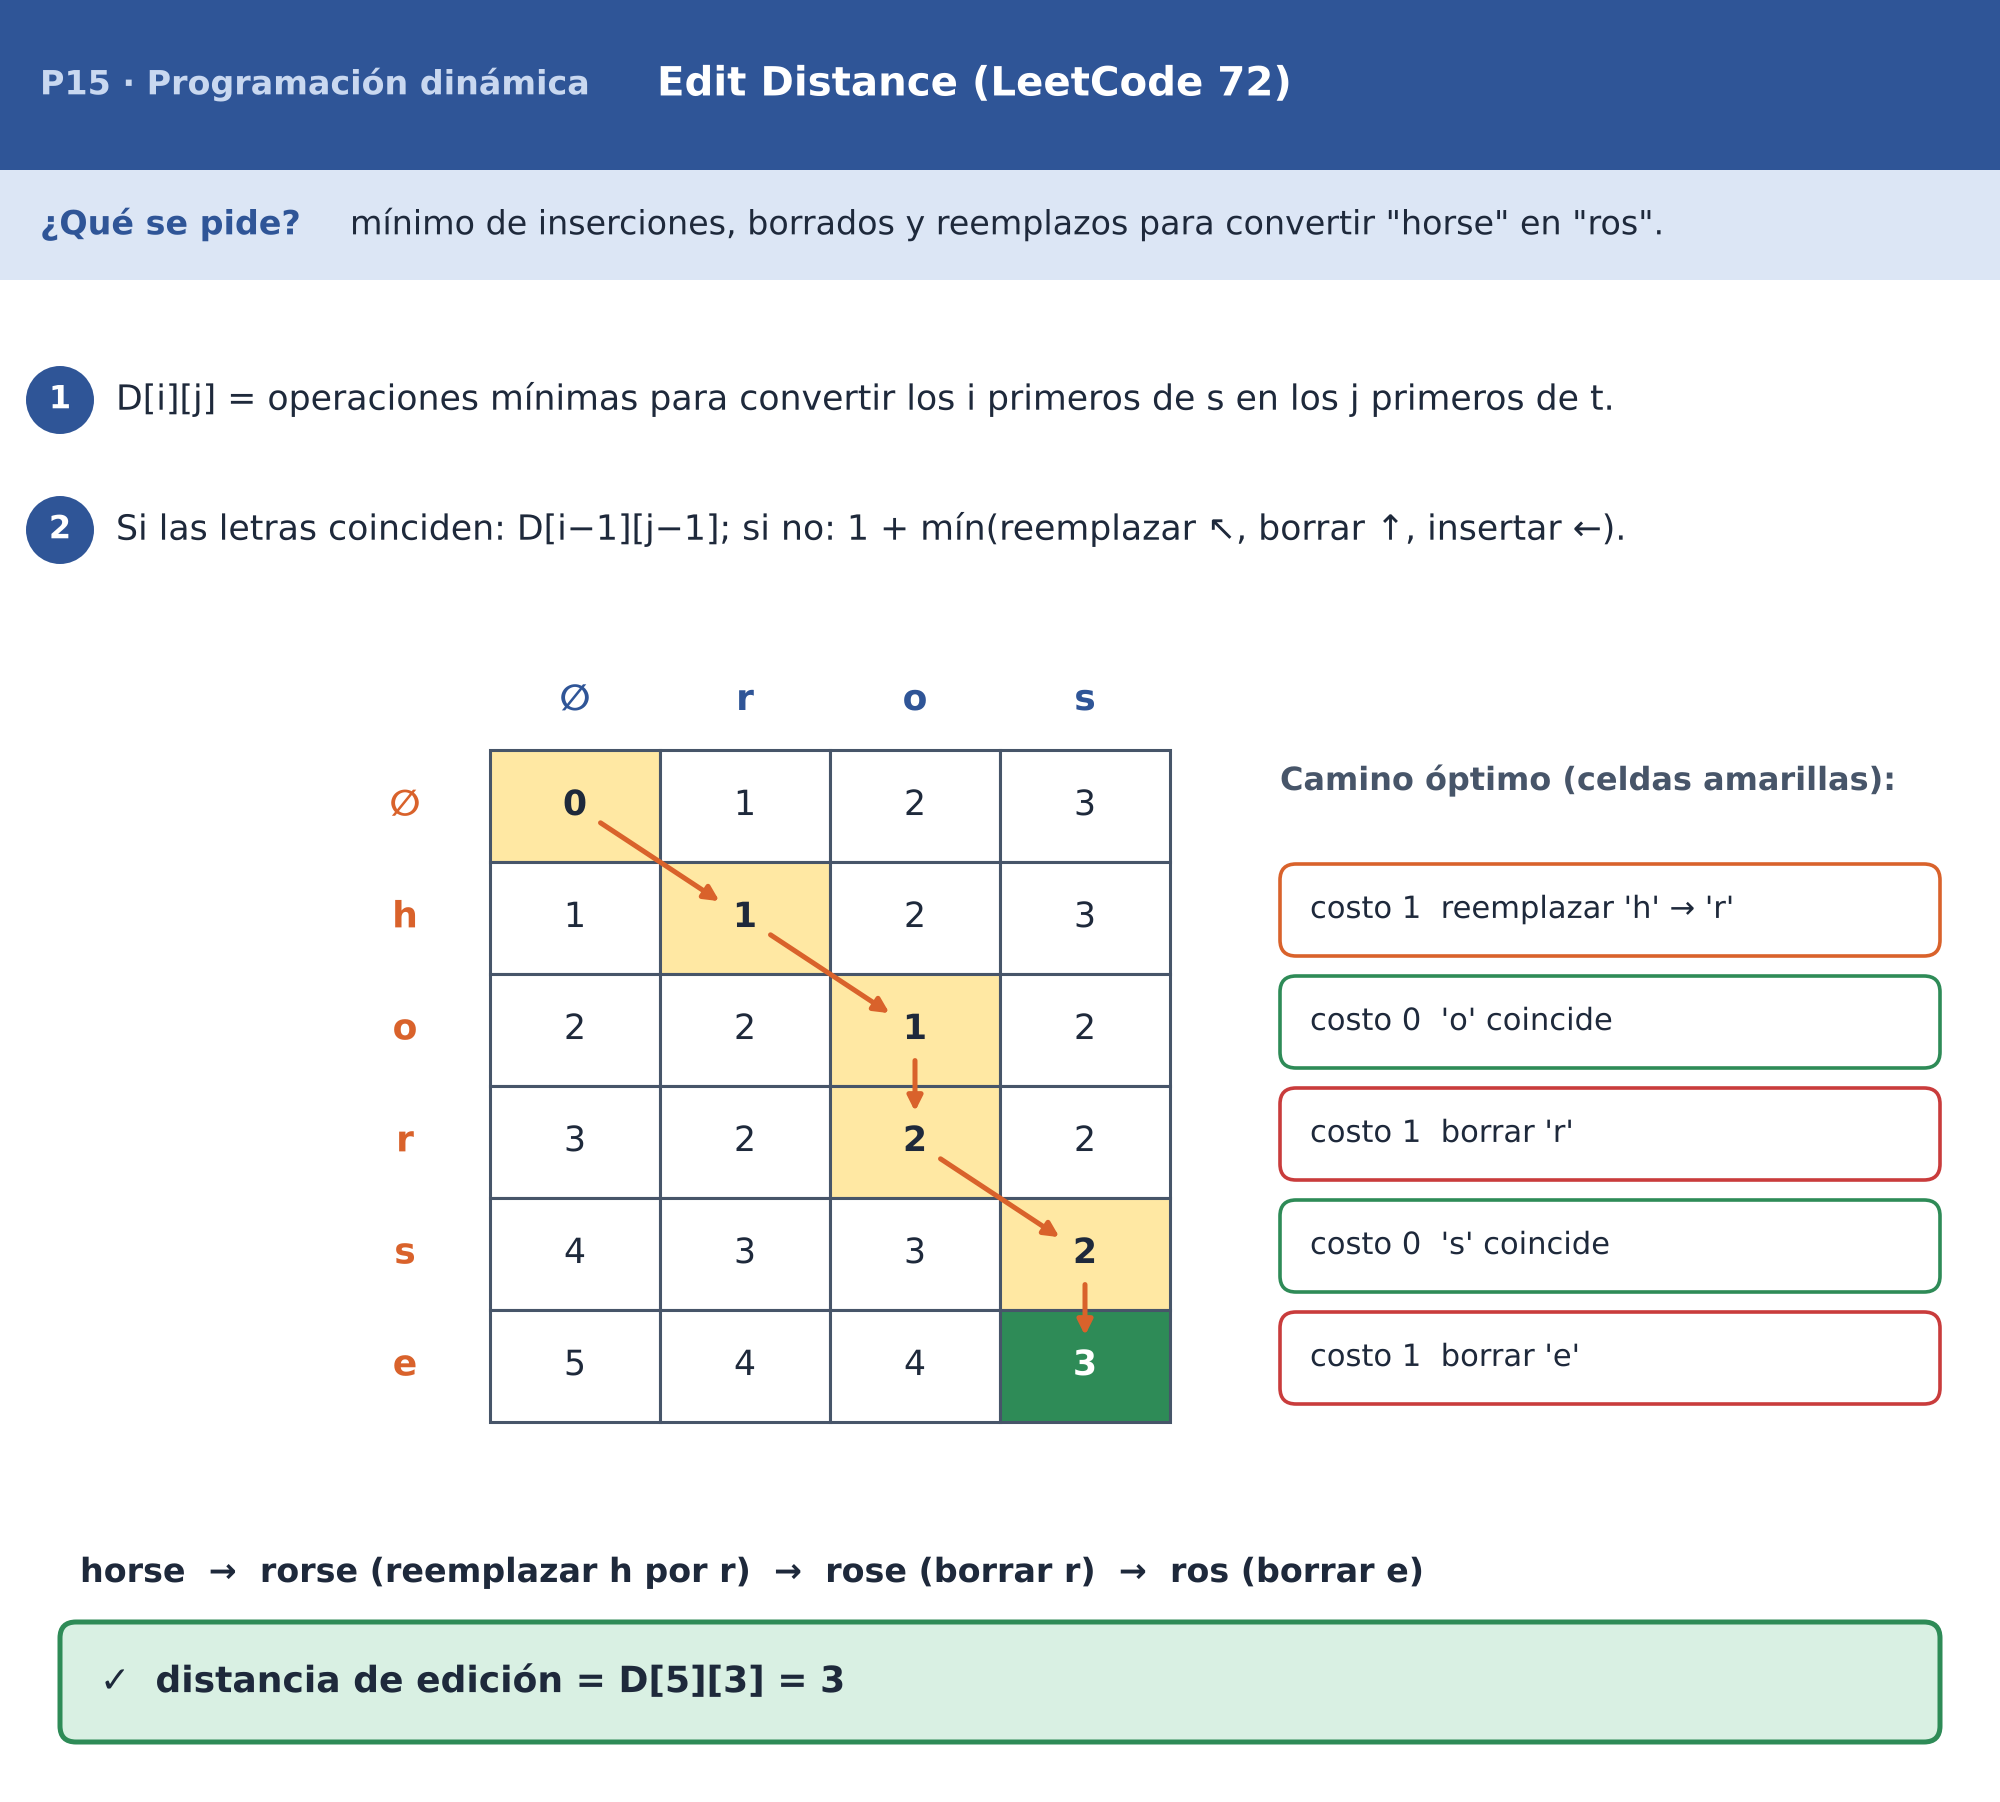 P15 · Programación dinámica Edit Distance (LeetCode 72)
¿Qué se pide? mínimo de inserciones, borrados y reemplazos para convertir "horse" en "ros".
1 D[i][j] = operaciones mínimas para convertir los i primeros de s en los j primeros de t.
2 Si las letras coinciden: D[i−1][j−1]; si no: 1 + mín(reemplazar ↖, borrar ↑, insertar ←).
∅ r o s
∅ 0 1 2 3
h 1 1 2 3
o 2 2 1 2
r 3 2 2 2
s 4 3 3 2
e 5 4 4 3
Camino óptimo (celdas amarillas):
costo 1 reemplazar 'h' → 'r'
costo 0 'o' coincide
costo 1 borrar 'r'
costo 0 's' coincide
costo 1 borrar 'e'
horse → rorse (reemplazar h por r) → rose (borrar r) → ros (borrar e)
✓ distancia de edición = D[5][3] = 3